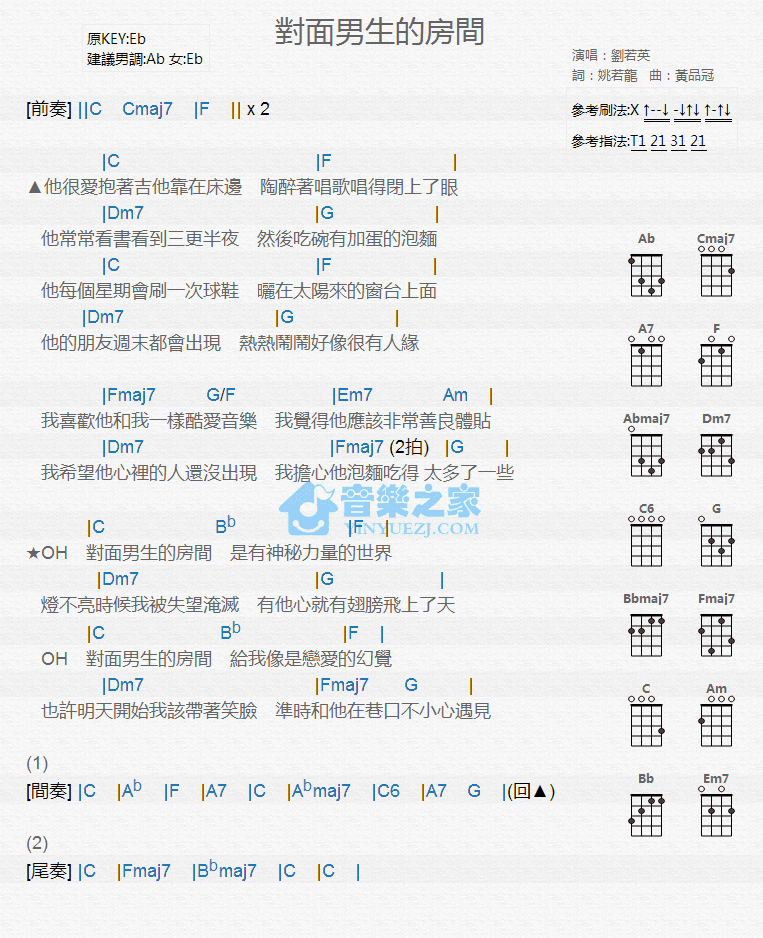 對面男生的房間
原KEY:Eb
建議男調:Ab 女:Eb
演唱：劉若英
詞：姚若龍 曲：黃品冠
[前奏] ||C Cmaj7 |F || x 2
參考刷法:X ↑--↓ -↓↑↓ ↑-↑↓
參考指法:T1 21 31 21
|C |F |
▲他很愛抱著吉他靠在床邊 陶醉著唱歌唱得閉上了眼
|Dm7 |G |
他常常看書看到三更半夜 然後吃碗有加蛋的泡麵
|C |F |
他每個星期會刷一次球鞋 曬在太陽來的窗台上面
|Dm7 |G |
他的朋友週末都會出現 熱熱鬧鬧好像很有人緣
|Fmaj7 G/F |Em7 Am |
我喜歡他和我一樣酷愛音樂 我覺得他應該非常善良體貼
|Dm7 |Fmaj7 (2拍) |G |
我希望他心裡的人還沒出現 我擔心他泡麵吃得 太多了一些
音樂之家
YINYUEZJ.COM
|C Bb |F |
★OH 對面男生的房間 是有神秘力量的世界
|Dm7 |G |
燈不亮時候我被失望淹滅 有他心就有翅膀飛上了天
|C Bb |F |
OH 對面男生的房間 給我像是戀愛的幻覺
|Dm7 |Fmaj7 G |
也許明天開始我該帶著笑臉 準時和他在巷口不小心遇見
(1)
[間奏] |C |Ab |F |A7 |C |Abmaj7 |C6 |A7 G |(回▲)
(2)
[尾奏] |C |Fmaj7 |Bbmaj7 |C |C |
Ab Cmaj7
A7 F
Abmaj7 Dm7
C6 G
Bbmaj7 Fmaj7
C Am
Bb Em7